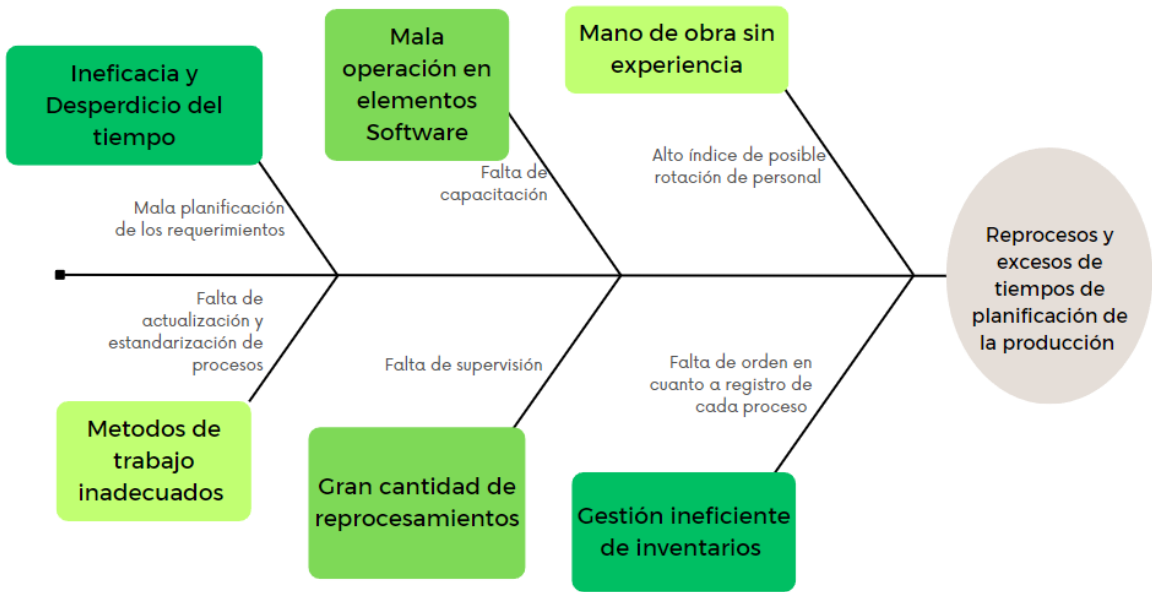 Ineficacia y
Desperdicio del
tiempo
Mala
operación en
elementos
Software
Mano de obra sin
experiencia
Mala planificación
de los requerimientos
Falta de
capacitación
Alto índice de posible
rotación de personal
Reprocesos y
excesos de
tiempos de
planificación de
la producción
Falta de
actualización y
estandarización de
procesos
Falta de supervisión
Falta de orden en
cuanto a registro de
cada proceso
Metodos de
trabajo
inadecuados
Gran cantidad de
reprocesamientos
Gestión ineficiente
de inventarios